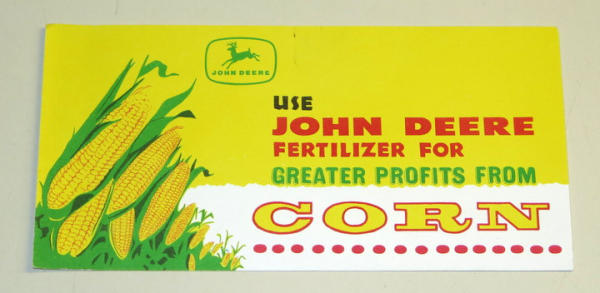 JOHN DEERE
USE
JOHN DEERE
FERTILIZER FOR
GREATER PROFITS FROM
CORN